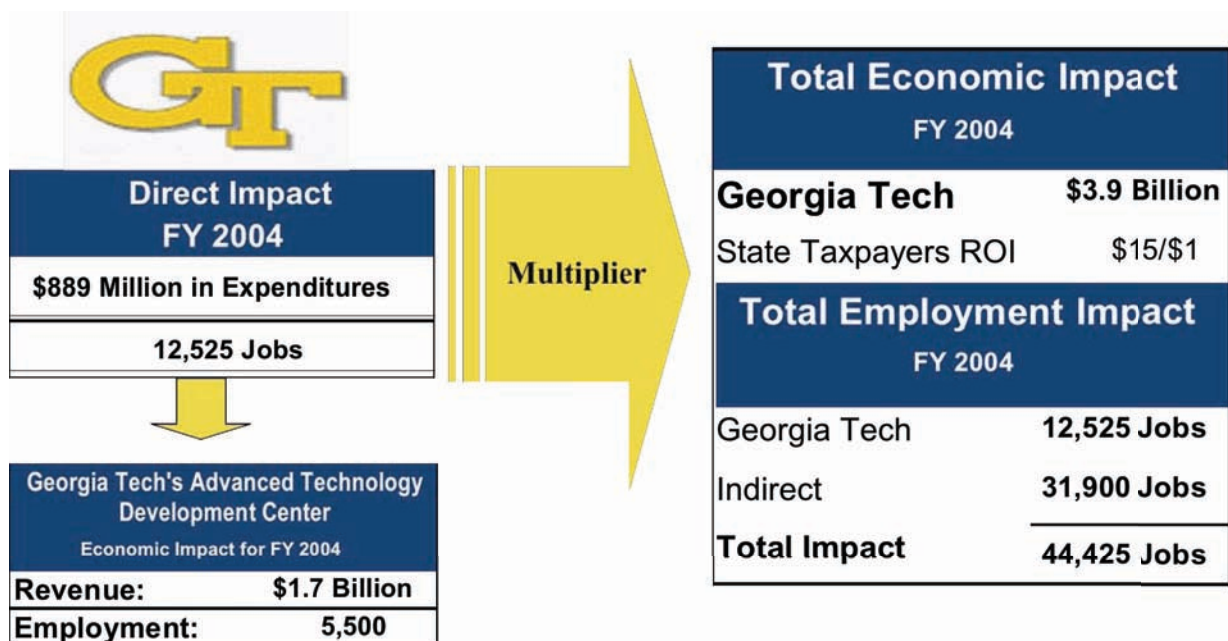 GT
Direct Impact
FY 2004
$889 Million in Expenditures
12,525 Jobs
Georgia Tech's Advanced Technology
Development Center
Economic Impact for FY 2004
Revenue: $1.7 Billion
Employment: 5,500
Multiplier
Total Economic Impact
FY 2004
Georgia Tech $3.9 Billion
State Taxpayers ROI $15/$1
Total Employment Impact
FY 2004
Georgia Tech 12,525 Jobs
Indirect 31,900 Jobs
Total Impact 44,425 Jobs